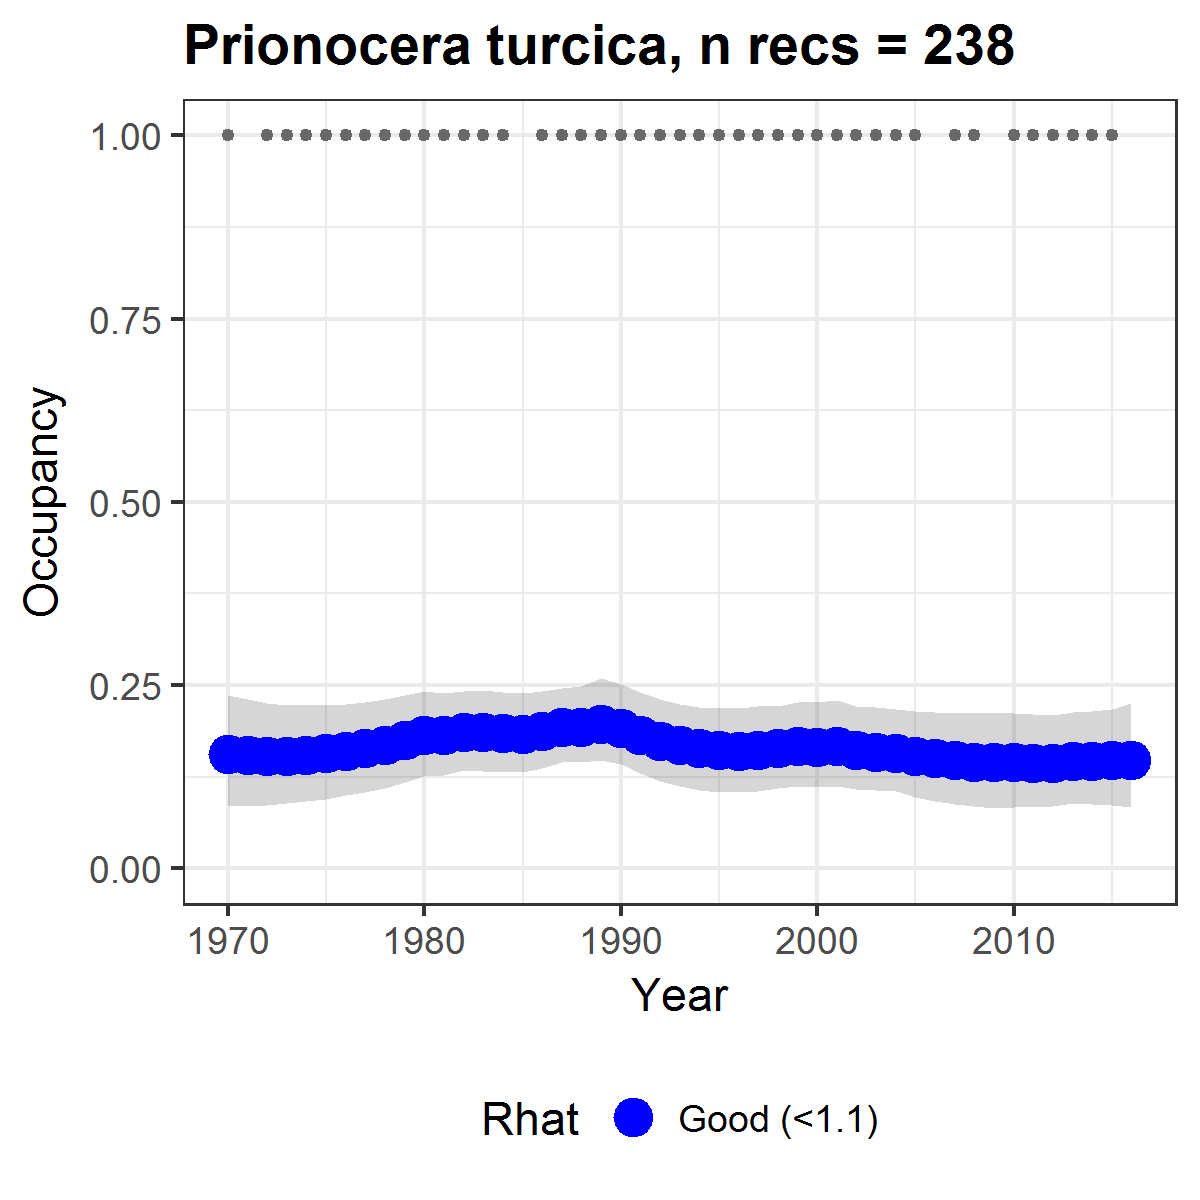 Prionocera turcica, n recs = 238
1.00
0.75
0.50
0.25
0.00
Occupancy
1970 1980 1990 2000 2010
Year
Rhat Good (<1.1)